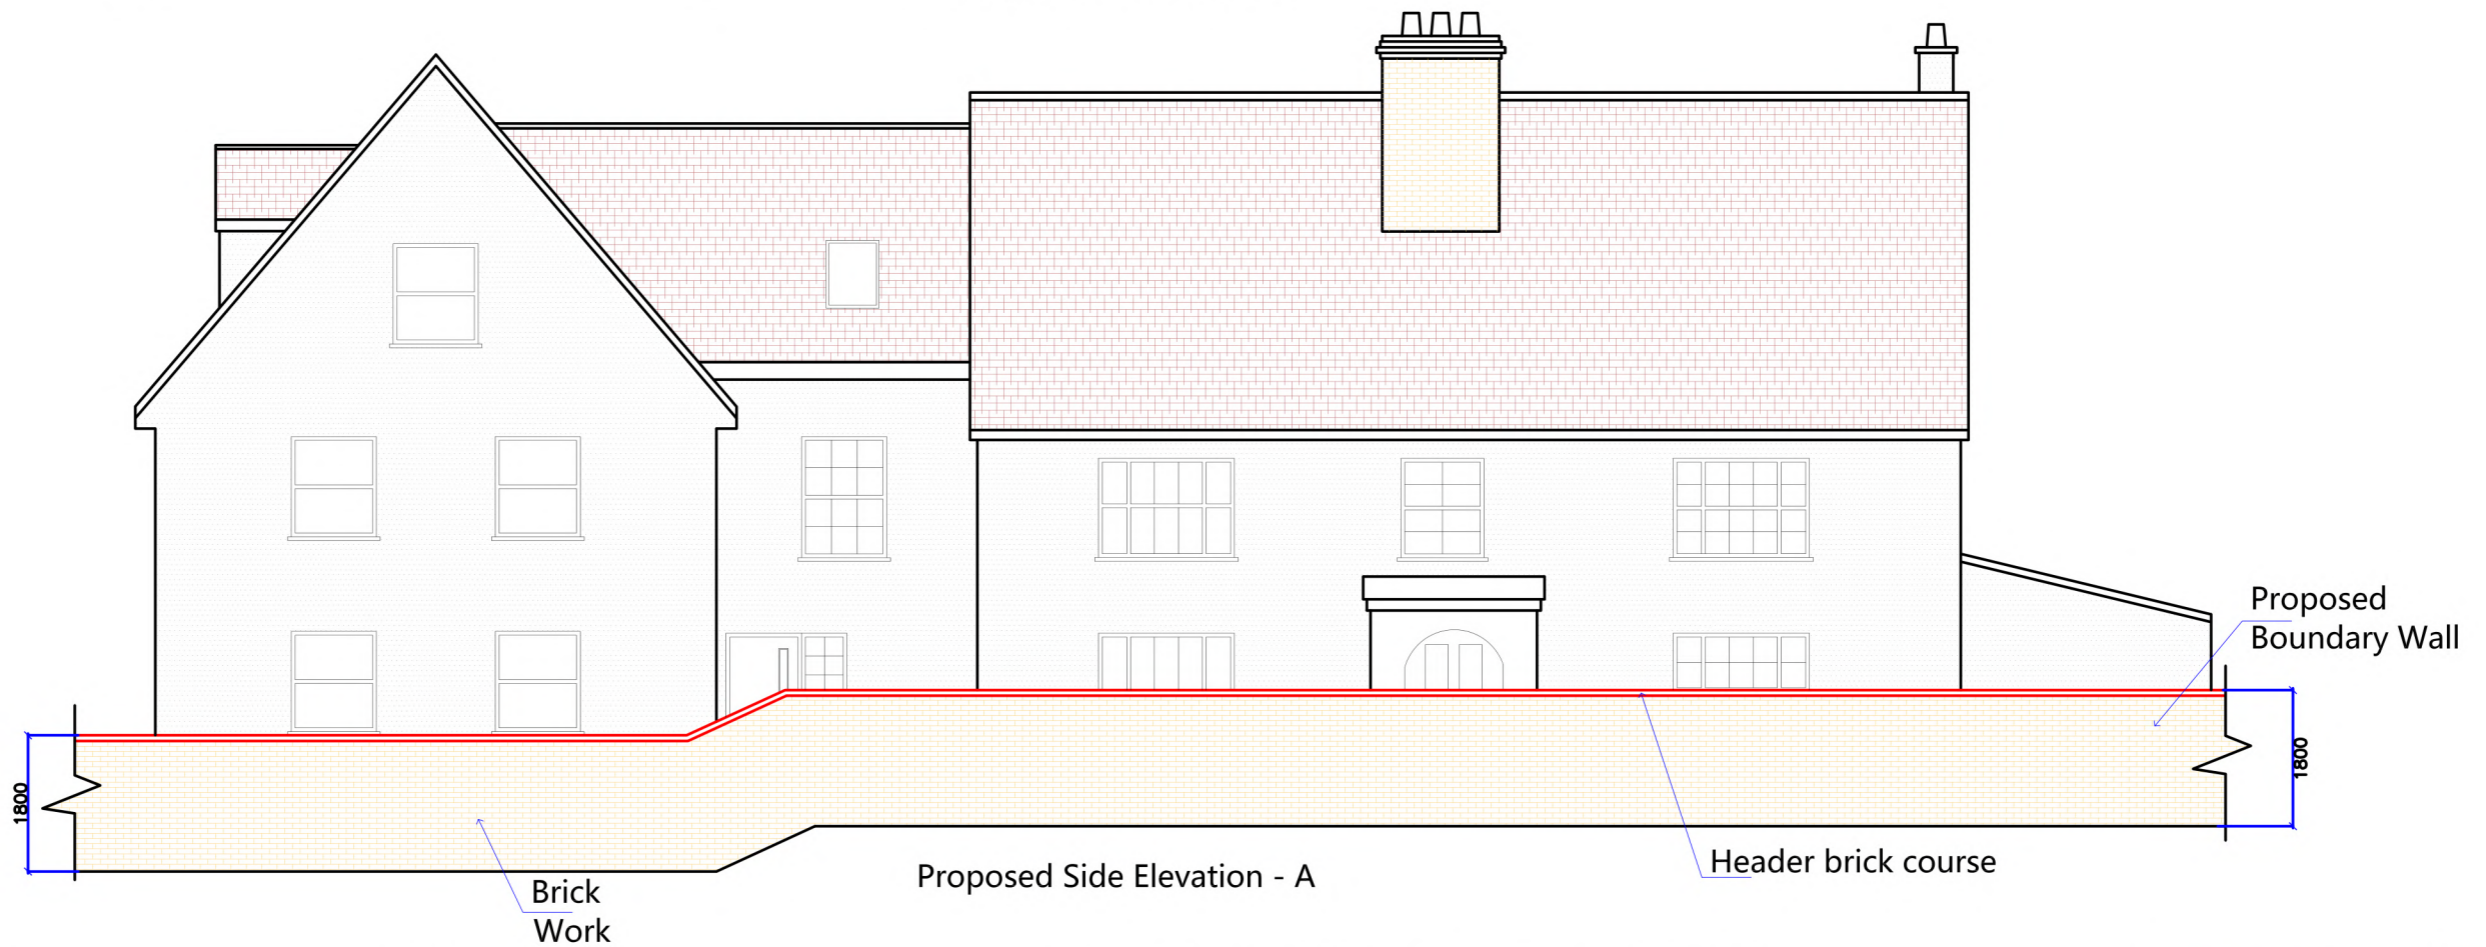 Proposed
Boundary Wall
1800
1800
Header brick course
Proposed Side Elevation - A
Brick
Work